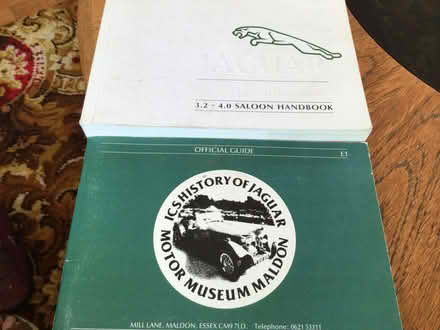 JAGUAR
3.2 - 4.0 SALOON HANDBOOK
OFFICIAL GUIDE
£1
ICS HISTORY OF JAGUAR
MOTOR MUSEUM MALDON
MILL LANE, MALDON, ESSEX CM9 7LD. Telephone: 0621 53311